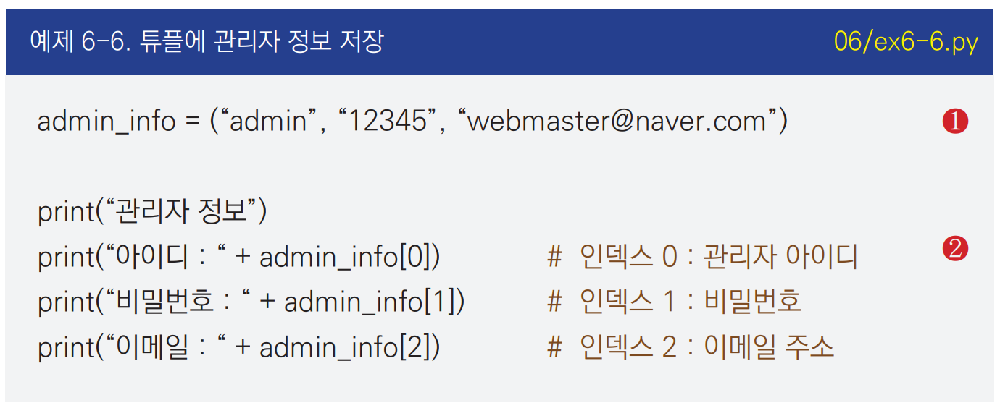 예제 6-6. 튜플에 관리자 정보 저장 06/ex6-6.py
admin_info = (“admin”, “12345”, “webmaster@naver.com”) ❶
print(“관리자 정보”)
print(“아이디 : “ + admin_info[0]) # 인덱스 0 : 관리자 아이디 ❷
print(“비밀번호 : “ + admin_info[1]) # 인덱스 1 : 비밀번호
print(“이메일 : “ + admin_info[2]) # 인덱스 2 : 이메일 주소